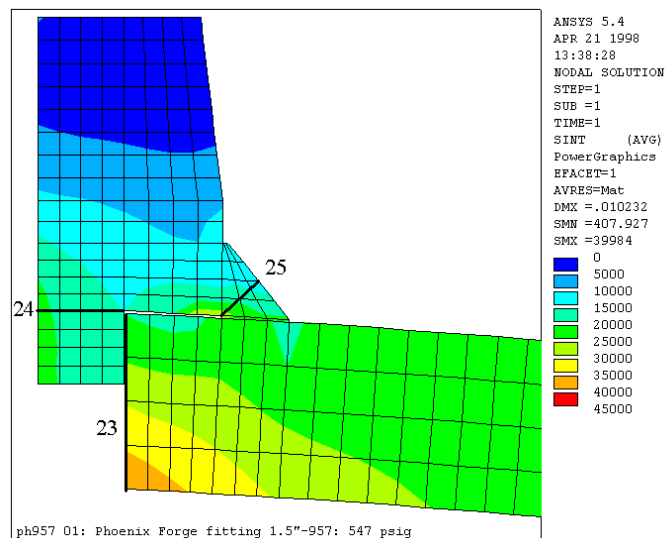 ANSYS 5.4
APR 21 1998
13:38:28
NODAL SOLUTION
STEP=1
SUB =1
TIME=1
SINT (AVG)
PowerGraphics
EFACET=1
AVRES=Mat
DMX =.010232
SMN =407.927
SMX =39984
0
5000
10000
15000
20000
25000
30000
35000
40000
45000
25
24
23
ph957 01: Phoenix Forge fitting 1.5"-957: 547 psig